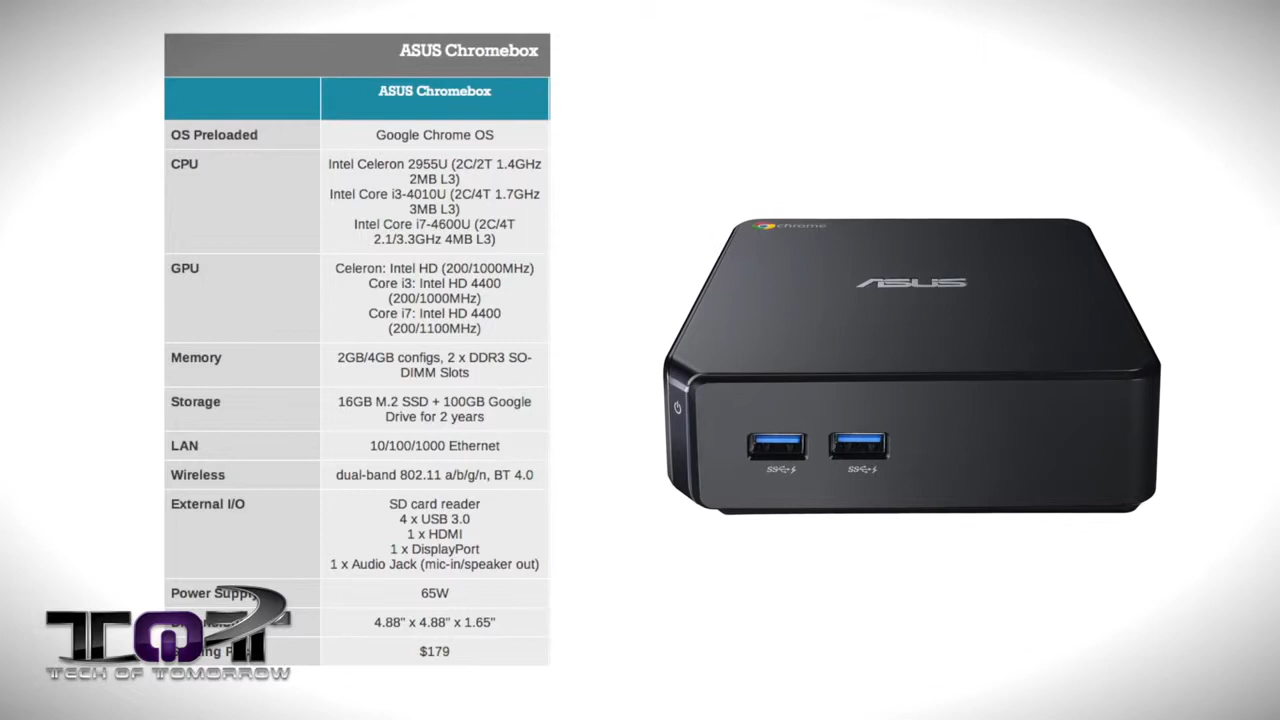 ASUS Chromebox
ASUS Chromebox
OS Preloaded
Google Chrome OS
CPU
Intel Celeron 2955U (2C/2T 1.4GHz
2MB L3)
Intel Core i3-4010U (2C/4T 1.7GHz
3MB L3)
Intel Core i7-4600U (2C/4T
2.1/3.3GHz 4MB L3)
GPU
Celeron: Intel HD (200/1000MHz)
Core i3: Intel HD 4400
(200/1000MHz)
Core i7: Intel HD 4400
(200/1100MHz)
Memory
2GB/4GB configs, 2 x DDR3 SO-
DIMM Slots
Storage
16GB M.2 SSD + 100GB Google
Drive for 2 years
LAN
10/100/1000 Ethernet
Wireless
dual-band 802.11 a/b/g/n, BT 4.0
External I/O
SD card reader
4 x USB 3.0
1 x HDMI
1 x DisplayPort
1 x Audio Jack (mic-in/speaker out)
Power Supply
65W
4.88" x 4.88" x 1.65"
$179
TOT
TECH OF TOMORROW
chrome
ASUS
SS
SS